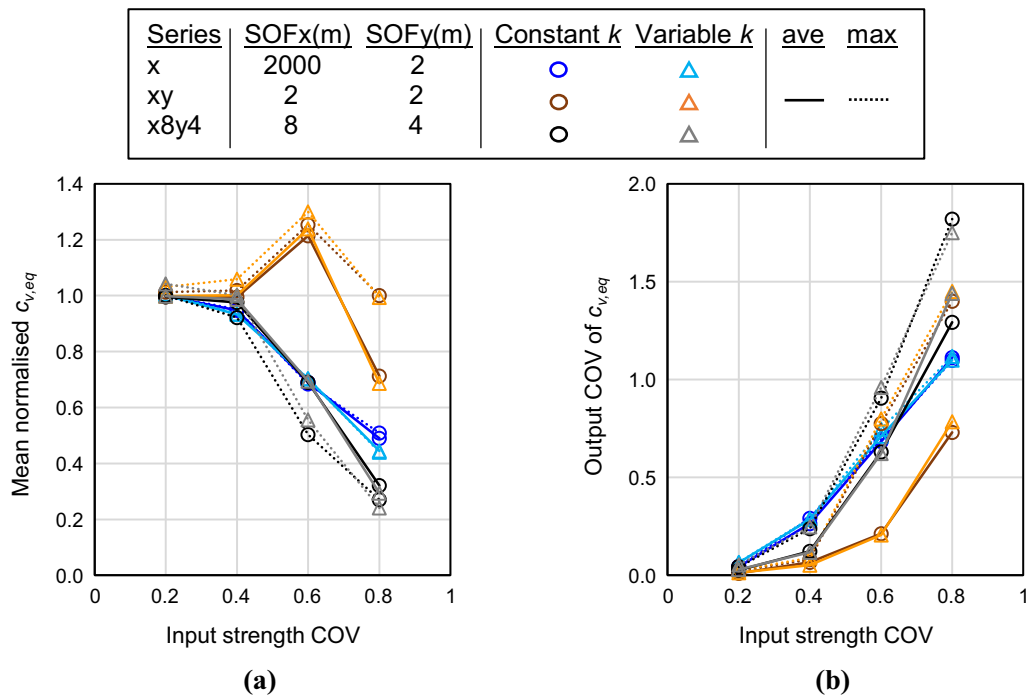 Series SOFx(m) SOFy(m) Constant k Variable k ave max
x 2000 2
xy 2 2
x8y4 8 4
1.4
1.2
1.0
0.8
0.6
0.4
0.2
0.0
0 0.2 0.4 0.6 0.8 1
Mean normalised c_{v,eq}
Input strength COV
(a)
2.0
1.5
1.0
0.5
0.0
0 0.2 0.4 0.6 0.8 1
Output COV of c_{v,eq}
Input strength COV
(b)